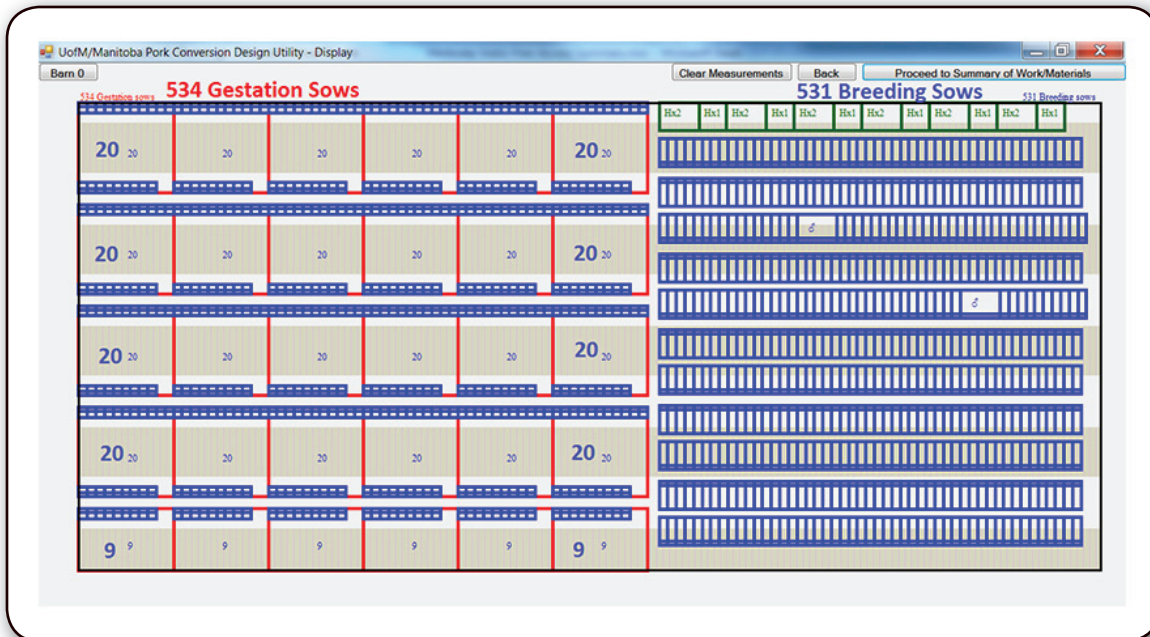 UofM/Manitoba Pork Conversion Design Utility - Display
Barn 0 Clear Measurements Back Proceed to Summary of Work/Materials
534 Gestation sows 534 Gestation Sows 531 Breeding Sows 531 Breeding sows
Hx2 Hx1 Hx2 Hx1 Hx2 Hx1 Hx2 Hx1 Hx2 Hx1 Hx2 Hx1
20 20 20 20 20 20 20 20
♂
20 20 20 20 20 20 20 20
♂
20 20 20 20 20 20 20 20
20 20 20 20 20 20 20 20
9 9 9 9 9 9 9 9